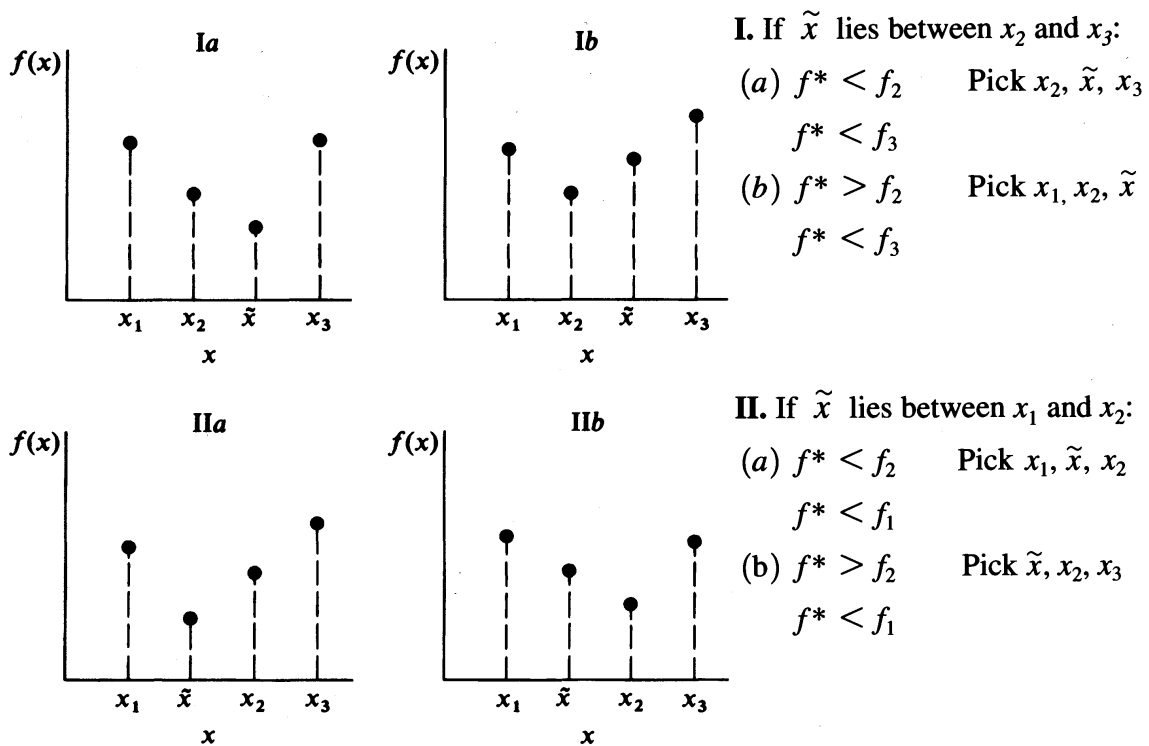 Ia
f(x)
x₁ x₂ x̃ x₃
x
Ib
f(x)
x₁ x₂ x̃ x₃
x
I. If x̃ lies between x₂ and x₃:
(a) f* < f₂ Pick x₂, x̃, x₃
f* < f₃
(b) f* > f₂ Pick x₁, x₂, x̃
f* < f₃
IIa
f(x)
x₁ x̃ x₂ x₃
x
IIb
f(x)
x₁ x̃ x₂ x₃
x
II. If x̃ lies between x₁ and x₂:
(a) f* < f₂ Pick x₁, x̃, x₂
f* < f₁
(b) f* > f₂ Pick x̃, x₂, x₃
f* < f₁